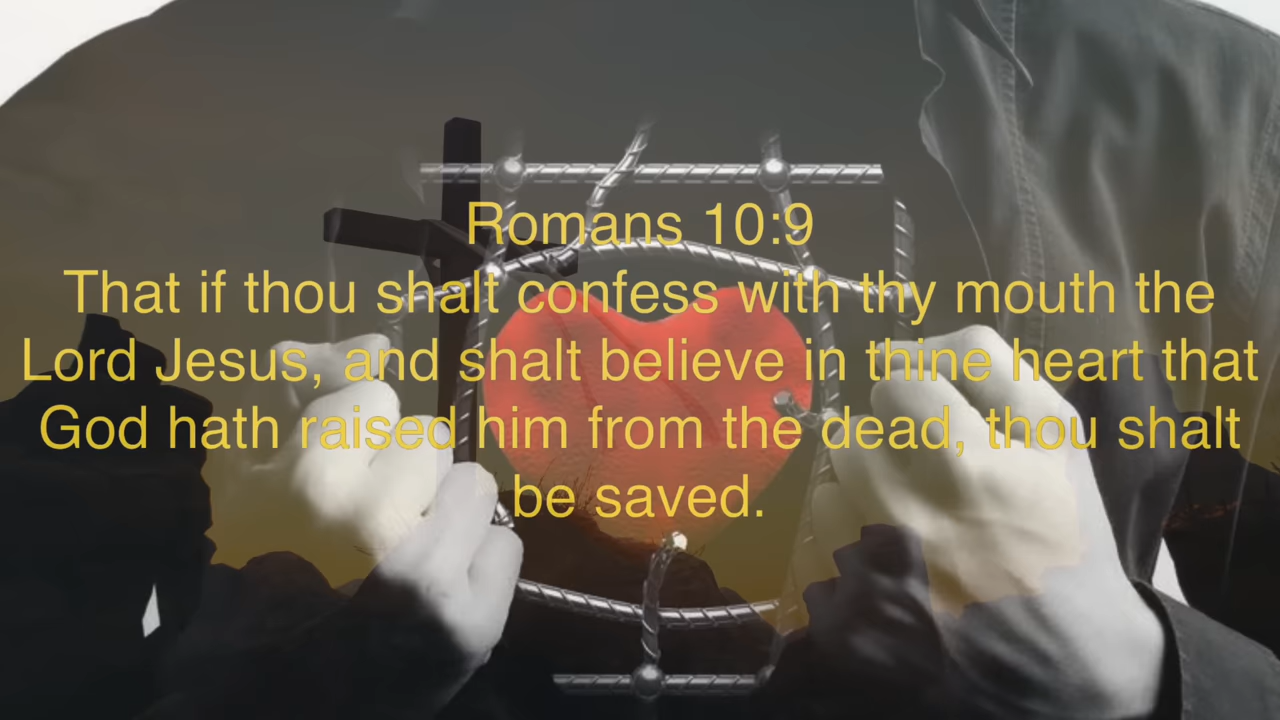 Romans 10:9
That if thou shalt confess with thy mouth the
Lord Jesus, and shalt believe in thine heart that
God hath raised him from the dead, thou shalt
be saved.